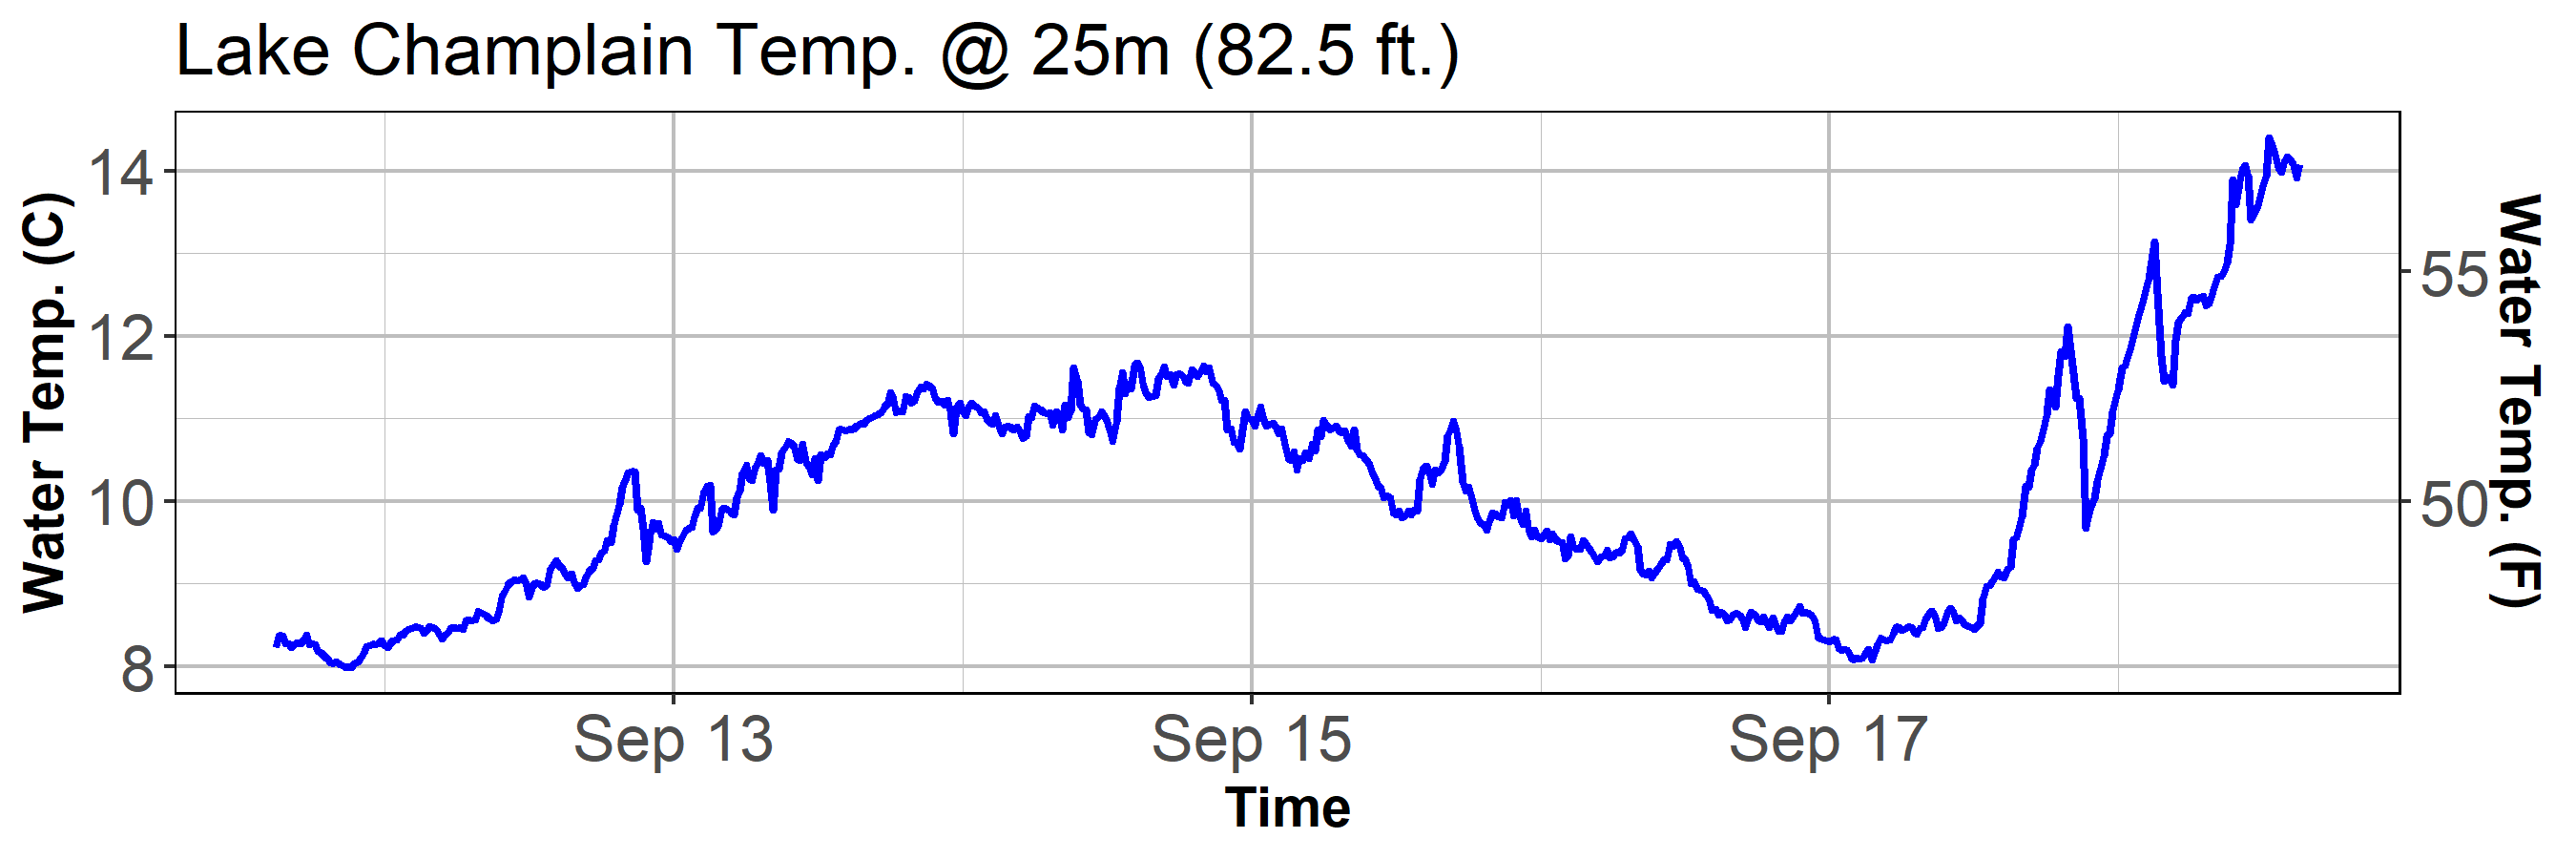 Lake Champlain Temp. @ 25m (82.5 ft.)
Water Temp. (C)
14
12
10
8
55
50
Water Temp. (F)
Sep 13
Sep 15
Sep 17
Time